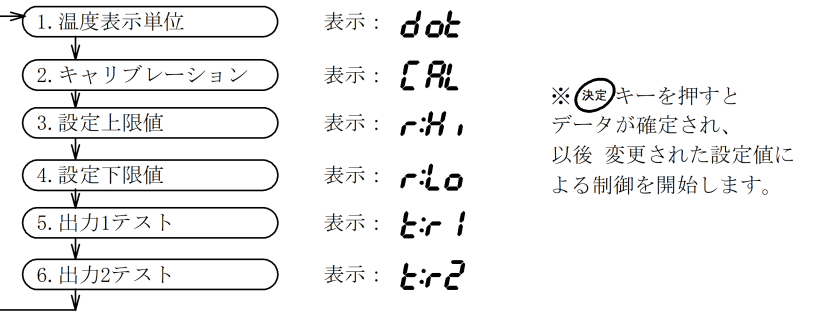 1.温度表示単位 表示： dot
2.キャリブレーション 表示： CAL
3.設定上限値 表示： r:Hi
4.設定下限値 表示： r:Lo
5.出力1テスト 表示： t:r1
6.出力2テスト 表示： t:r2
※決定キーを押すと
データが確定され、
以後 変更された設定値に
よる制御を開始します。